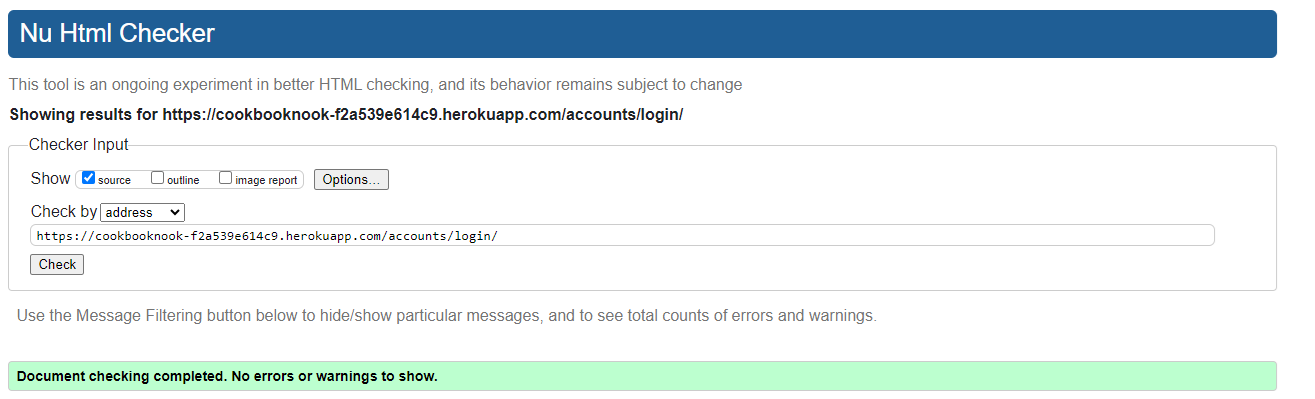 Nu Html Checker
This tool is an ongoing experiment in better HTML checking, and its behavior remains subject to change
Showing results for https://cookbooknook-f2a539e614c9.herokuapp.com/accounts/login/
Checker Input
Show source outline image report Options...
Check by address
https://cookbooknook-f2a539e614c9.herokuapp.com/accounts/login/
Check
Use the Message Filtering button below to hide/show particular messages, and to see total counts of errors and warnings.
Document checking completed. No errors or warnings to show.